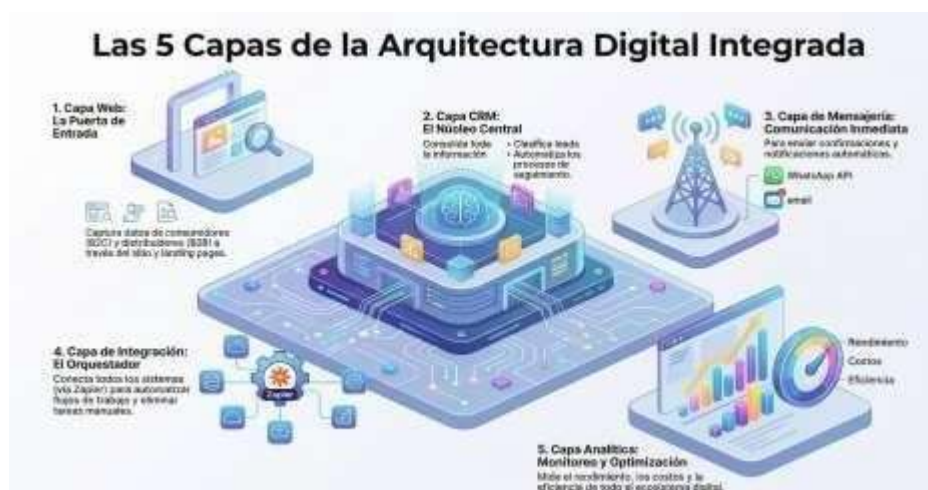 Las 5 Capas de la Arquitectura Digital Integrada
1. Capa Web:
La Puerta de
Entrada
Captura datos de consumidores
(B2C) y distribuidores (B2B) a
través del sitio y landing pages.
2. Capa CRM:
El Núcleo Central
Consolida toda
la información
• Clasifica leads
• Automatiza los
procesos de
seguimiento.
3. Capa de Mensajería:
Comunicación Inmediata
Para enviar confirmaciones y
notificaciones automáticas.
WhatsApp API
email
4. Capa de Integración:
El Orquestador
Conecta todos los sistemas
(vía Zapier) para automatizar
flujos de trabajo y eliminar
tareas manuales.
Zapier
5. Capa Analítica:
Monitoreo y Optimización
Mide el rendimiento, los costos y la
eficiencia de todo el ecosistema digital.
Rendimiento
Costos
Eficiencia